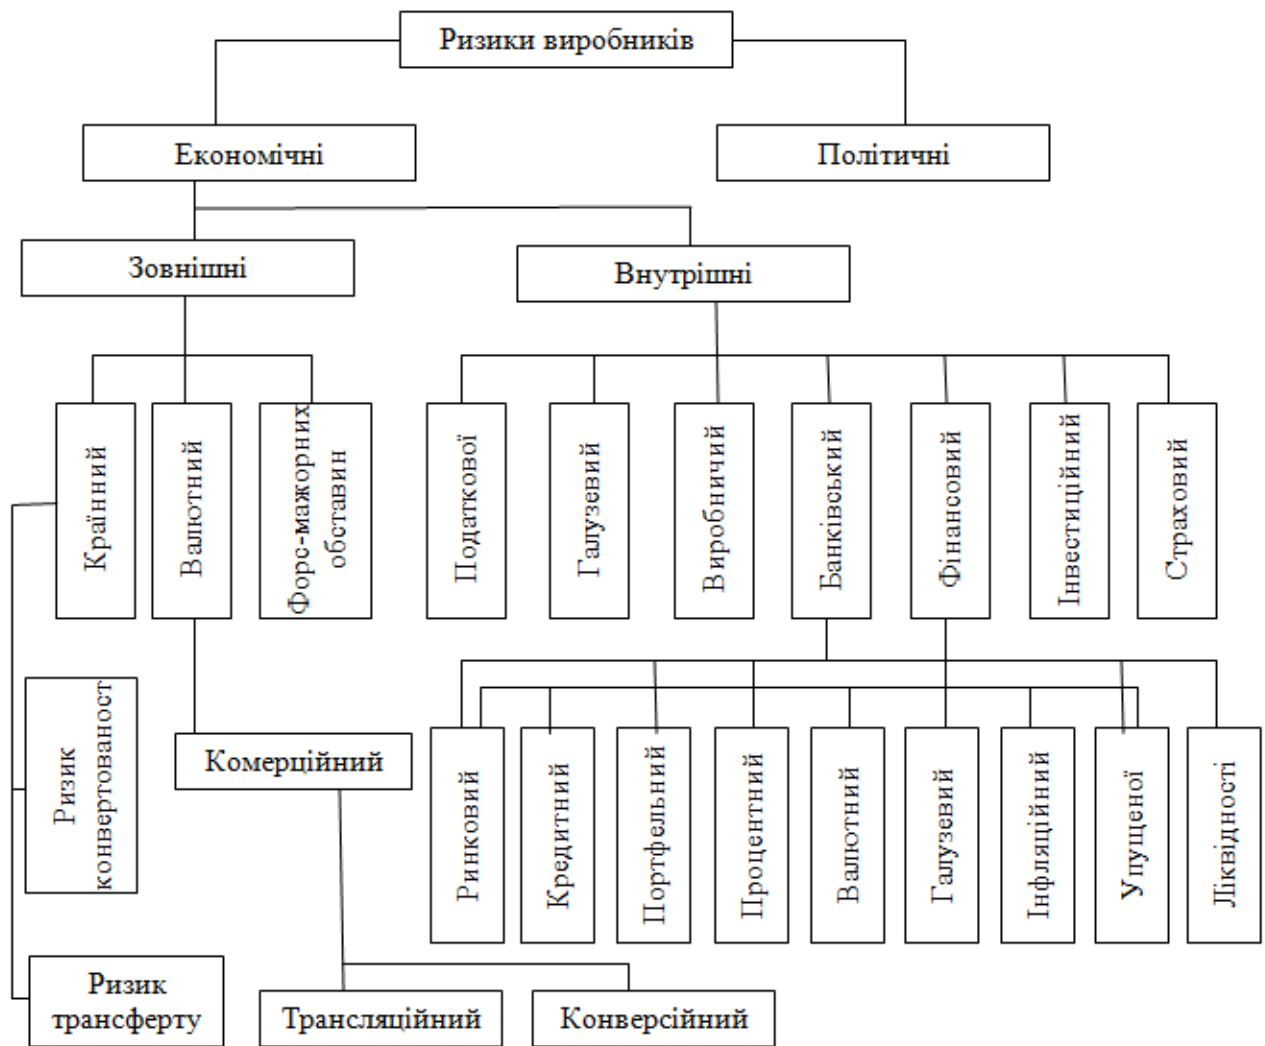 Ризики виробників
Економічні
Політичні
Зовнішні
Внутрішні
Країнний
Валютний
Форс-мажорних
обставин
Податкової
Галузевий
Виробничий
Банківський
Фінансовий
Інвестиційний
Страховий
Ризик
конвертованост
Комерційний
Ринковий
Кредитний
Портфельний
Процентний
Валютний
Галузевий
Інфляційний
Упущеної
Ліквідності
Ризик
трансферту
Трансляційний
Конверсійний